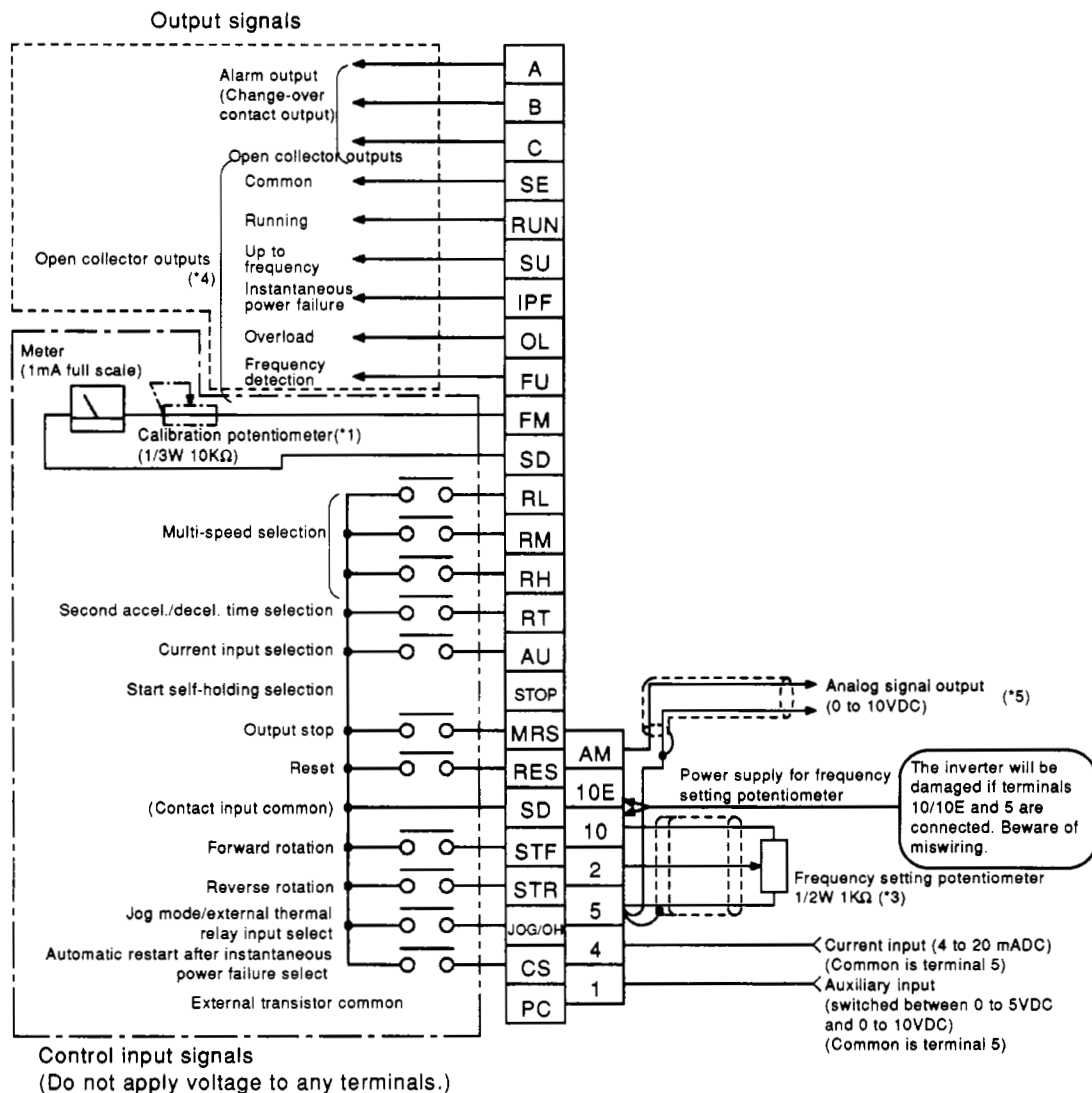 Output signals
Alarm output
(Change-over
contact output)
Open collector outputs
Common
Running
Up to
frequency
Instantaneous
power failure
Overload
Frequency
detection
Open collector outputs
(*4)
Meter
(1mA full scale)
Calibration potentiometer(*1)
(1/3W 10KΩ)
Multi-speed selection
Second accel./decel. time selection
Current input selection
Start self-holding selection
Output stop
Reset
(Contact input common)
Forward rotation
Reverse rotation
Jog mode/external thermal
relay input select
Automatic restart after instantaneous
power failure select
External transistor common
Control input signals
(Do not apply voltage to any terminals.)
A
B
C
SE
RUN
SU
IPF
OL
FU
FM
SD
RL
RM
RH
RT
AU
STOP
MRS
RES
SD
STF
STR
JOG/OH
CS
PC
AM
10E
10
2
5
4
1
Analog signal output
(0 to 10VDC)
(*5)
Power supply for frequency
setting potentiometer
The inverter will be
damaged if terminals
10/10E and 5 are
connected. Beware of
miswiring.
Frequency setting potentiometer
1/2W 1KΩ (*3)
Current input (4 to 20 mADC)
(Common is terminal 5)
Auxiliary input
(switched between 0 to 5VDC
and 0 to 10VDC)
(Common is terminal 5)